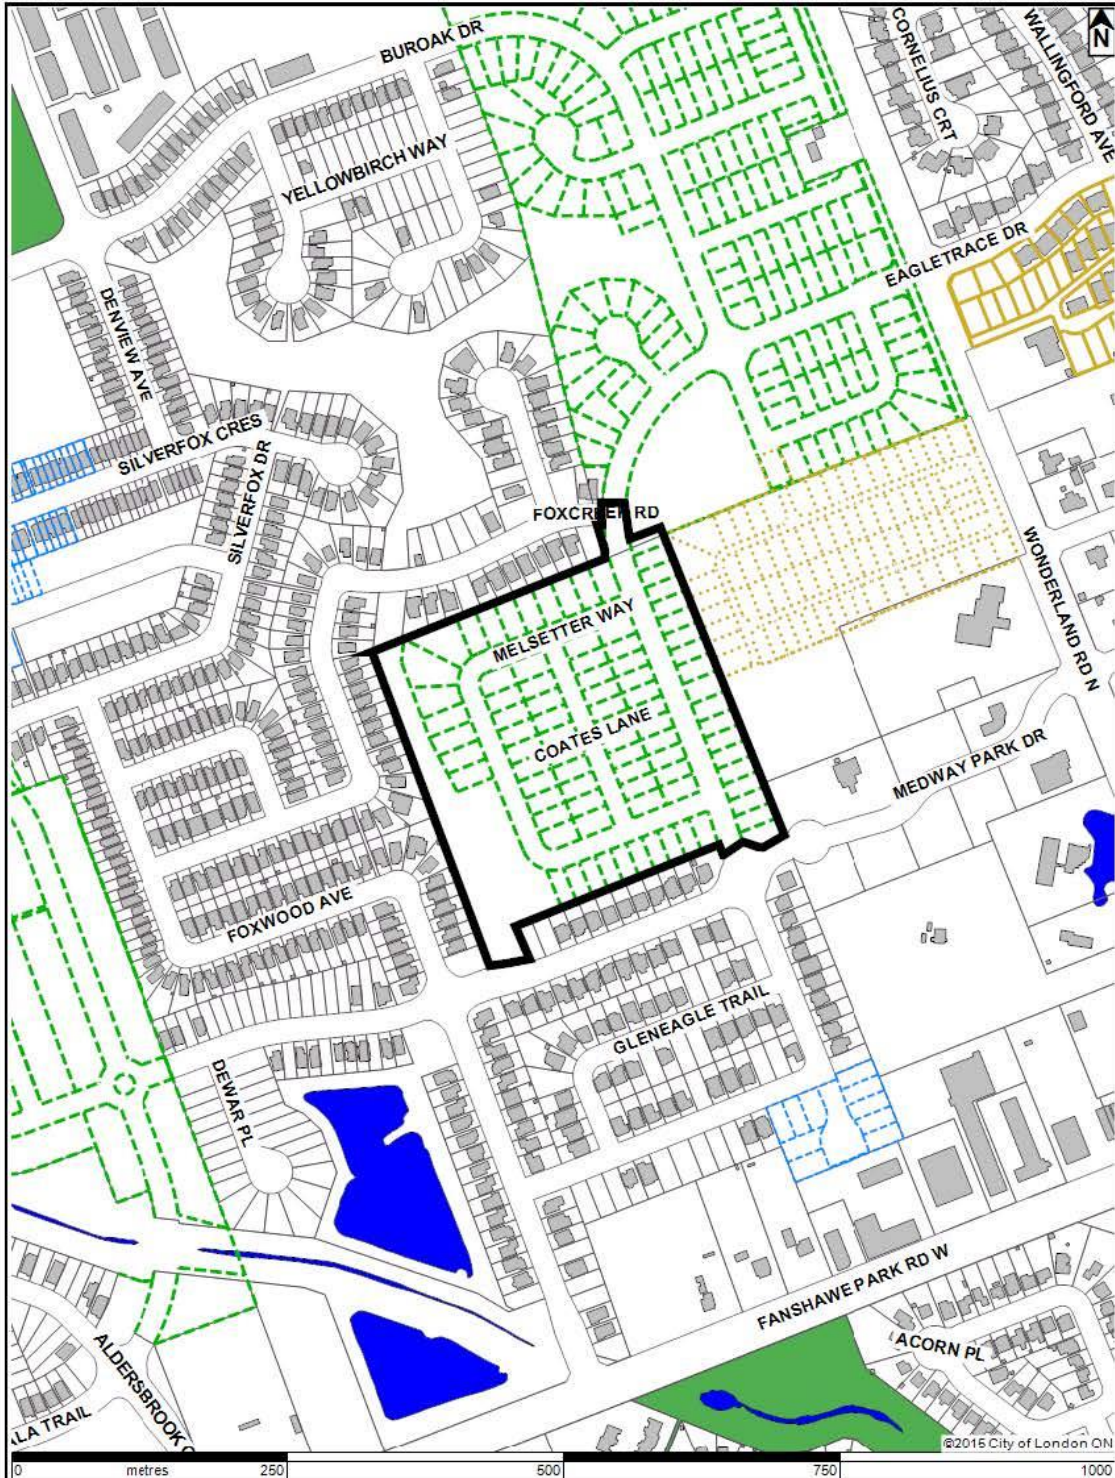 BUROAK DR
CORNELIUS CRT
WALLINGFORD AVE
N
YELLOWBIRCH WAY
EAGLETRACE DR
DENVIEW AVE
SILVERFOX CRES
SILVERFOX DR
FOXCREEK RD
WONDERLAND RD N
MELSETTER WAY
COATES LANE
MEDWAY PARK DR
FOXWOOD AVE
GLENEAGLE TRAIL
DEWAR PL
FANSHAWE PARK RD W
ACORN PL
ALDERSBROOK
LA TRAIL
©2015 City of London ON
0 metres 250 500 750 1000